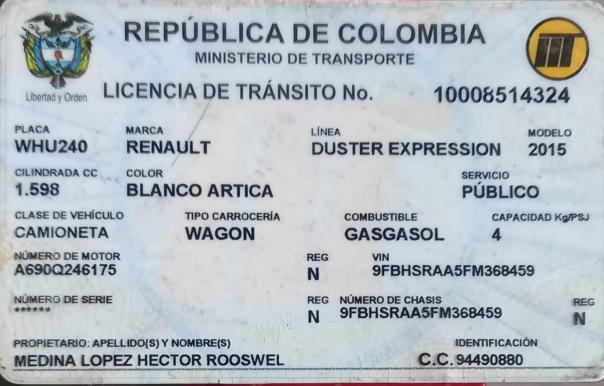 REPÚBLICA DE COLOMBIA
MINISTERIO DE TRANSPORTE
Libertad y Orden
LICENCIA DE TRÁNSITO No. 10008514324
PLACA MARCA LÍNEA MODELO
WHU240 RENAULT DUSTER EXPRESSION 2015
CILINDRADA CC COLOR SERVICIO
1.598 BLANCO ARTICA PÚBLICO
CLASE DE VEHÍCULO TIPO CARROCERÍA COMBUSTIBLE CAPACIDAD Kg/PSJ
CAMIONETA WAGON GASGASOL 4
NÚMERO DE MOTOR REG VIN
A690Q246175 N 9FBHSRAA5FM368459
NÚMERO DE SERIE REG NÚMERO DE CHASIS REG
****** N 9FBHSRAA5FM368459 N
PROPIETARIO: APELLIDO(S) Y NOMBRE(S) IDENTIFICACIÓN
MEDINA LOPEZ HECTOR ROOSWEL C.C. 94490880